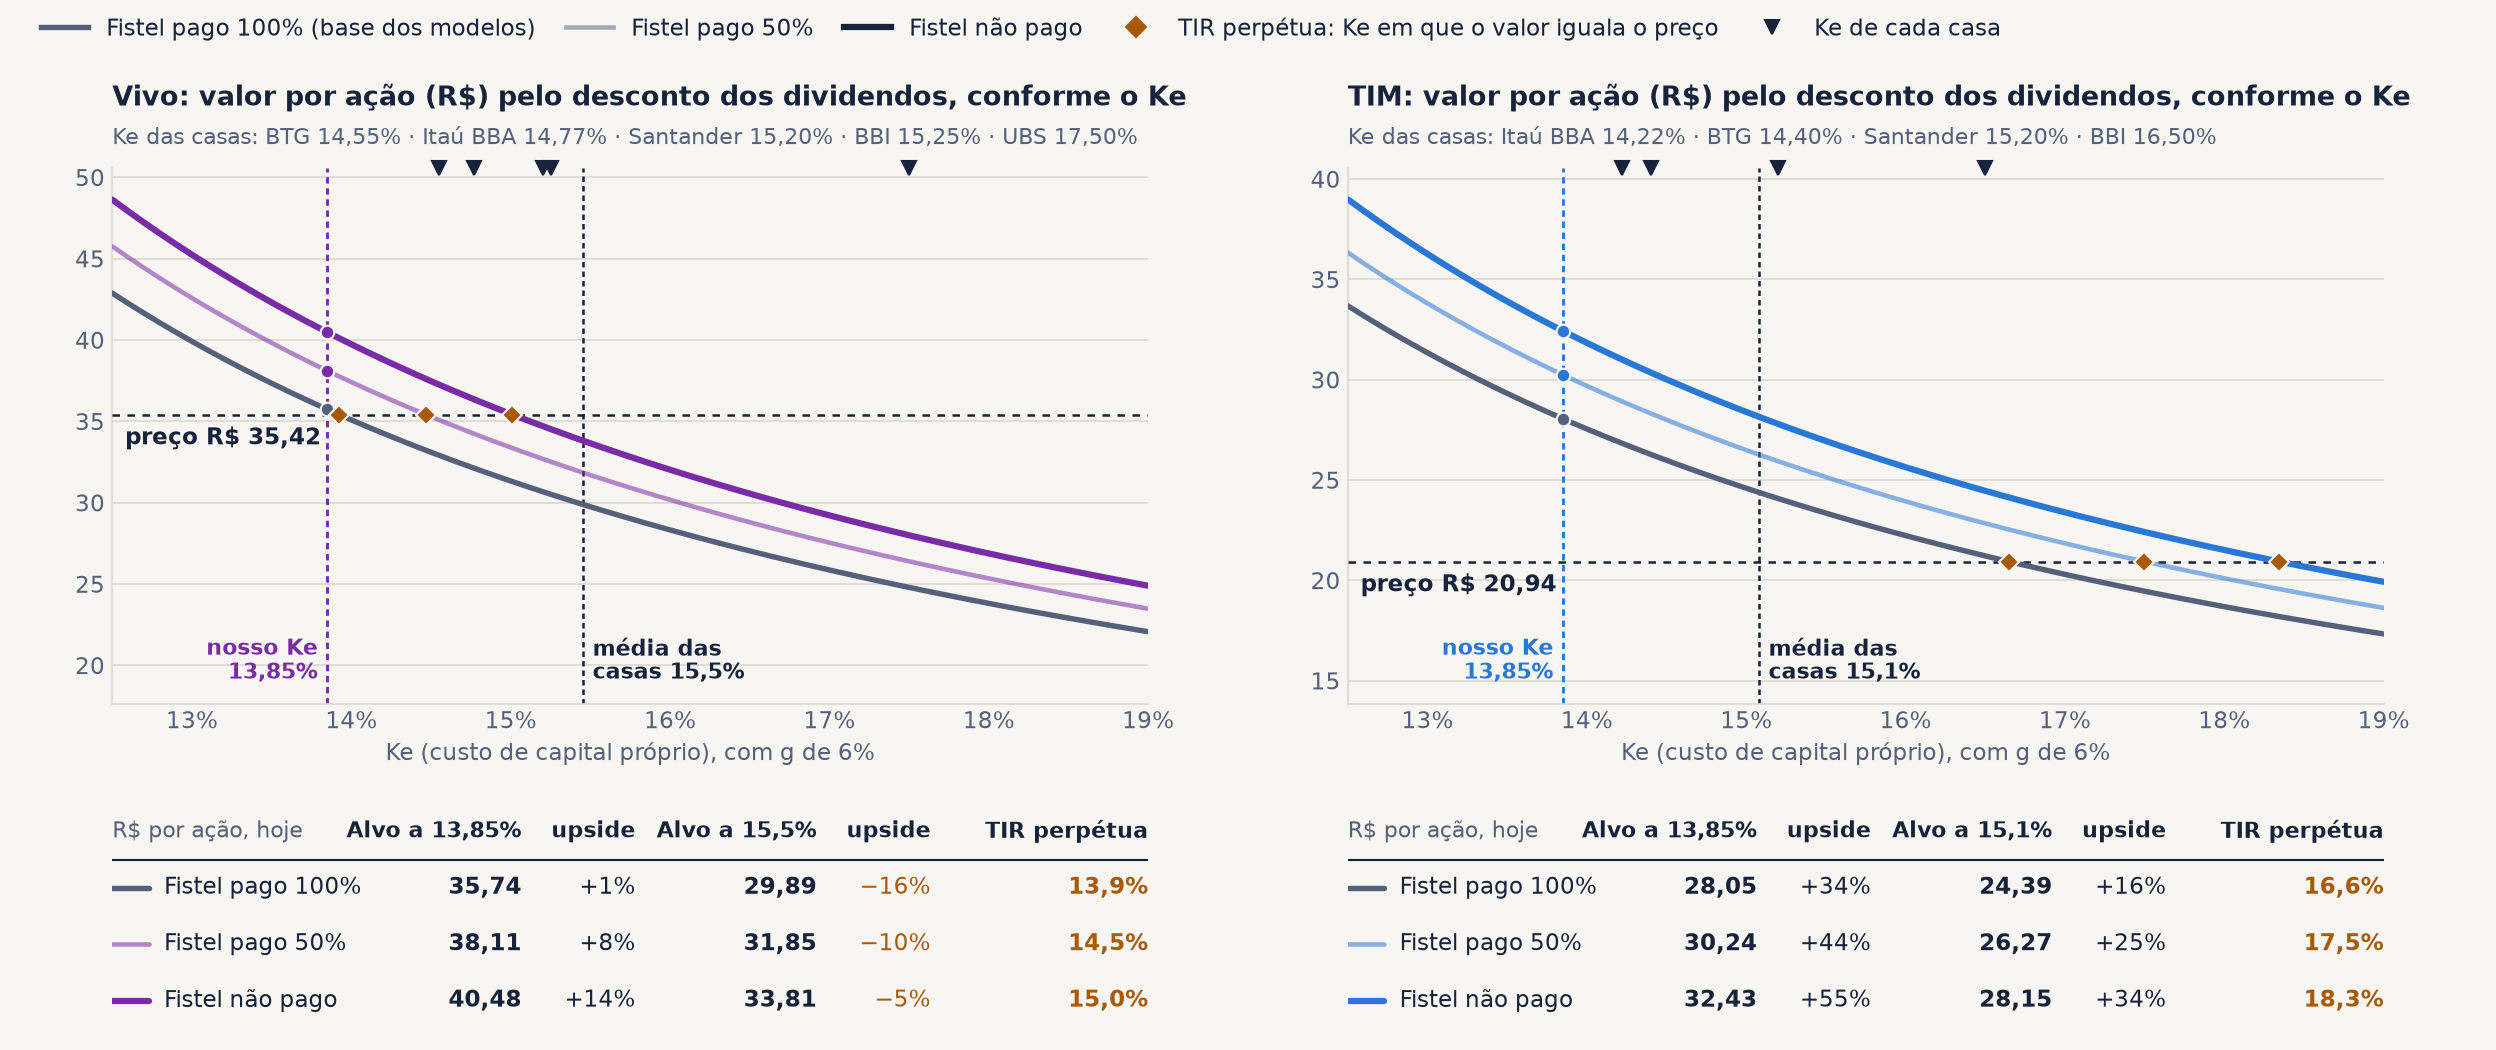 Fistel pago 100% (base dos modelos) Fistel pago 50% Fistel não pago TIR perpétua: Ke em que o valor iguala o preço Ke de cada casa
Vivo: valor por ação (R$) pelo desconto dos dividendos, conforme o Ke
Ke das casas: BTG 14,55% · Itaú BBA 14,77% · Santander 15,20% · BBI 15,25% · UBS 17,50%
50
45
40
35
30
25
20
preço R$ 35,42
nosso Ke
13,85%
média das
casas 15,5%
13% 14% 15% 16% 17% 18% 19%
Ke (custo de capital próprio), com g de 6%
R$ por ação, hoje Alvo a 13,85% upside Alvo a 15,5% upside TIR perpétua
Fistel pago 100% 35,74 +1% 29,89 −16% 13,9%
Fistel pago 50% 38,11 +8% 31,85 −10% 14,5%
Fistel não pago 40,48 +14% 33,81 −5% 15,0%
TIM: valor por ação (R$) pelo desconto dos dividendos, conforme o Ke
Ke das casas: Itaú BBA 14,22% · BTG 14,40% · Santander 15,20% · BBI 16,50%
40
35
30
25
20
15
preço R$ 20,94
nosso Ke
13,85%
média das
casas 15,1%
13% 14% 15% 16% 17% 18% 19%
Ke (custo de capital próprio), com g de 6%
R$ por ação, hoje Alvo a 13,85% upside Alvo a 15,1% upside TIR perpétua
Fistel pago 100% 28,05 +34% 24,39 +16% 16,6%
Fistel pago 50% 30,24 +44% 26,27 +25% 17,5%
Fistel não pago 32,43 +55% 28,15 +34% 18,3%